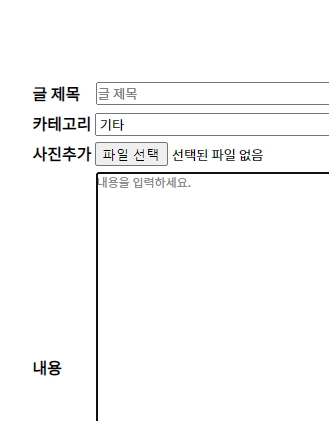 글 제목 글 제목
카테고리 기타
사진추가 파일 선택 선택된 파일 없음
내용을 입력하세요.
내용